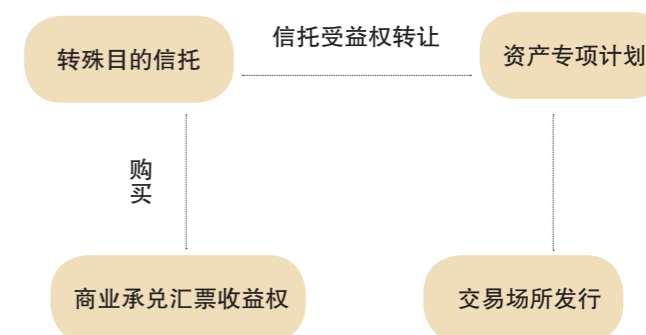 转殊目的信托
信托受益权转让
资产专项计划
购
买
商业承兑汇票收益权
交易场所发行